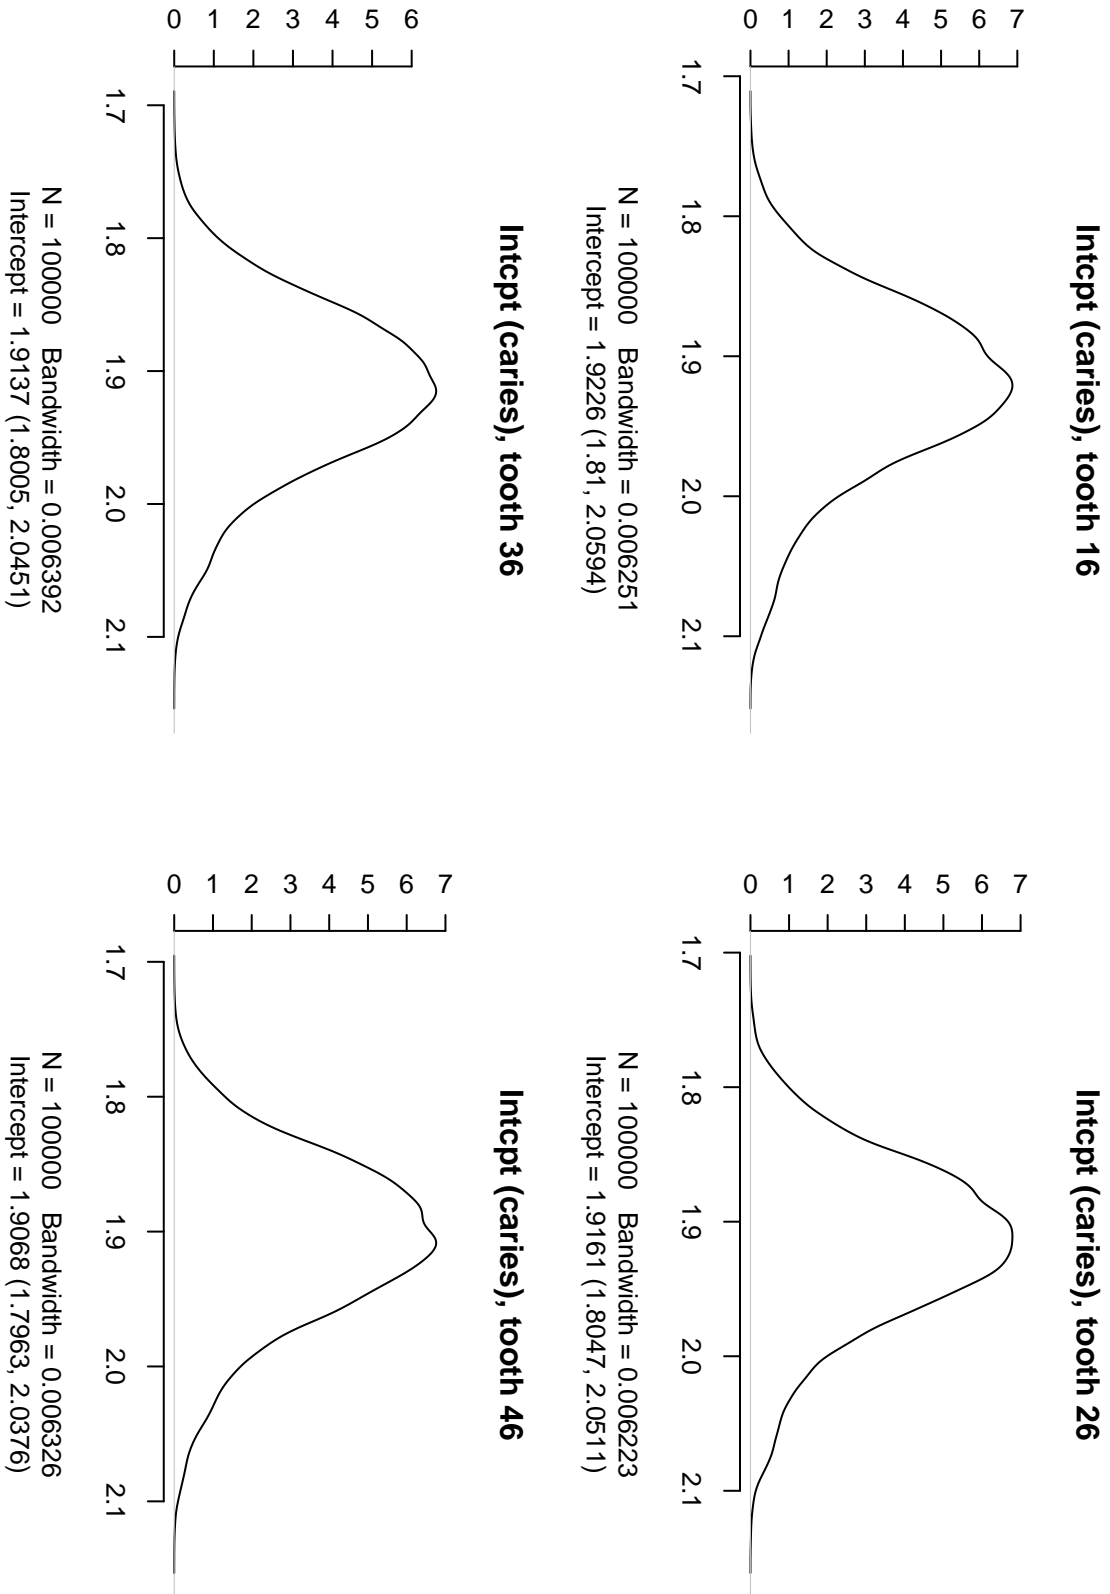 Intcpt (caries), tooth 16
0 1 2 3 4 5 6 7
1.7 1.8 1.9 2.0 2.1
N = 100000 Bandwidth = 0.006251
Intercept = 1.9226 (1.81, 2.0594)
Intcpt (caries), tooth 26
0 1 2 3 4 5 6 7
1.7 1.8 1.9 2.0 2.1
N = 100000 Bandwidth = 0.006223
Intercept = 1.9161 (1.8047, 2.0511)
Intcpt (caries), tooth 36
0 1 2 3 4 5 6
1.7 1.8 1.9 2.0 2.1
N = 100000 Bandwidth = 0.006392
Intercept = 1.9137 (1.8005, 2.0451)
Intcpt (caries), tooth 46
0 1 2 3 4 5 6 7
1.7 1.8 1.9 2.0 2.1
N = 100000 Bandwidth = 0.006326
Intercept = 1.9068 (1.7963, 2.0376)